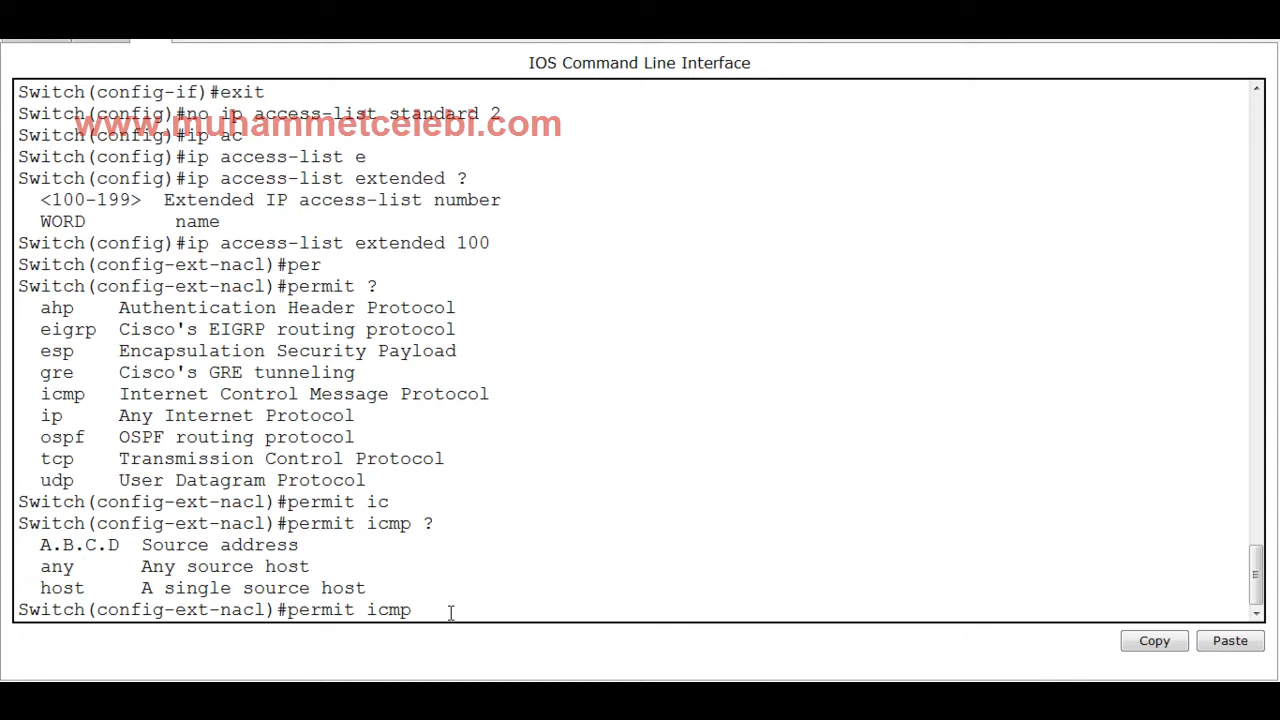 IOS Command Line Interface
Switch(config-if)#exit
Switch(config)#no ip access-list standard 2
www.muhammetcelebi.com
Switch(config)#ip ac
Switch(config)#ip access-list e
Switch(config)#ip access-list extended ?
<100-199> Extended IP access-list number
WORD name
Switch(config)#ip access-list extended 100
Switch(config-ext-nacl)#per
Switch(config-ext-nacl)#permit ?
ahp Authentication Header Protocol
eigrp Cisco's EIGRP routing protocol
esp Encapsulation Security Payload
gre Cisco's GRE tunneling
icmp Internet Control Message Protocol
ip Any Internet Protocol
ospf OSPF routing protocol
tcp Transmission Control Protocol
udp User Datagram Protocol
Switch(config-ext-nacl)#permit ic
Switch(config-ext-nacl)#permit icmp ?
A.B.C.D Source address
any Any source host
host A single source host
Switch(config-ext-nacl)#permit icmp
Copy Paste